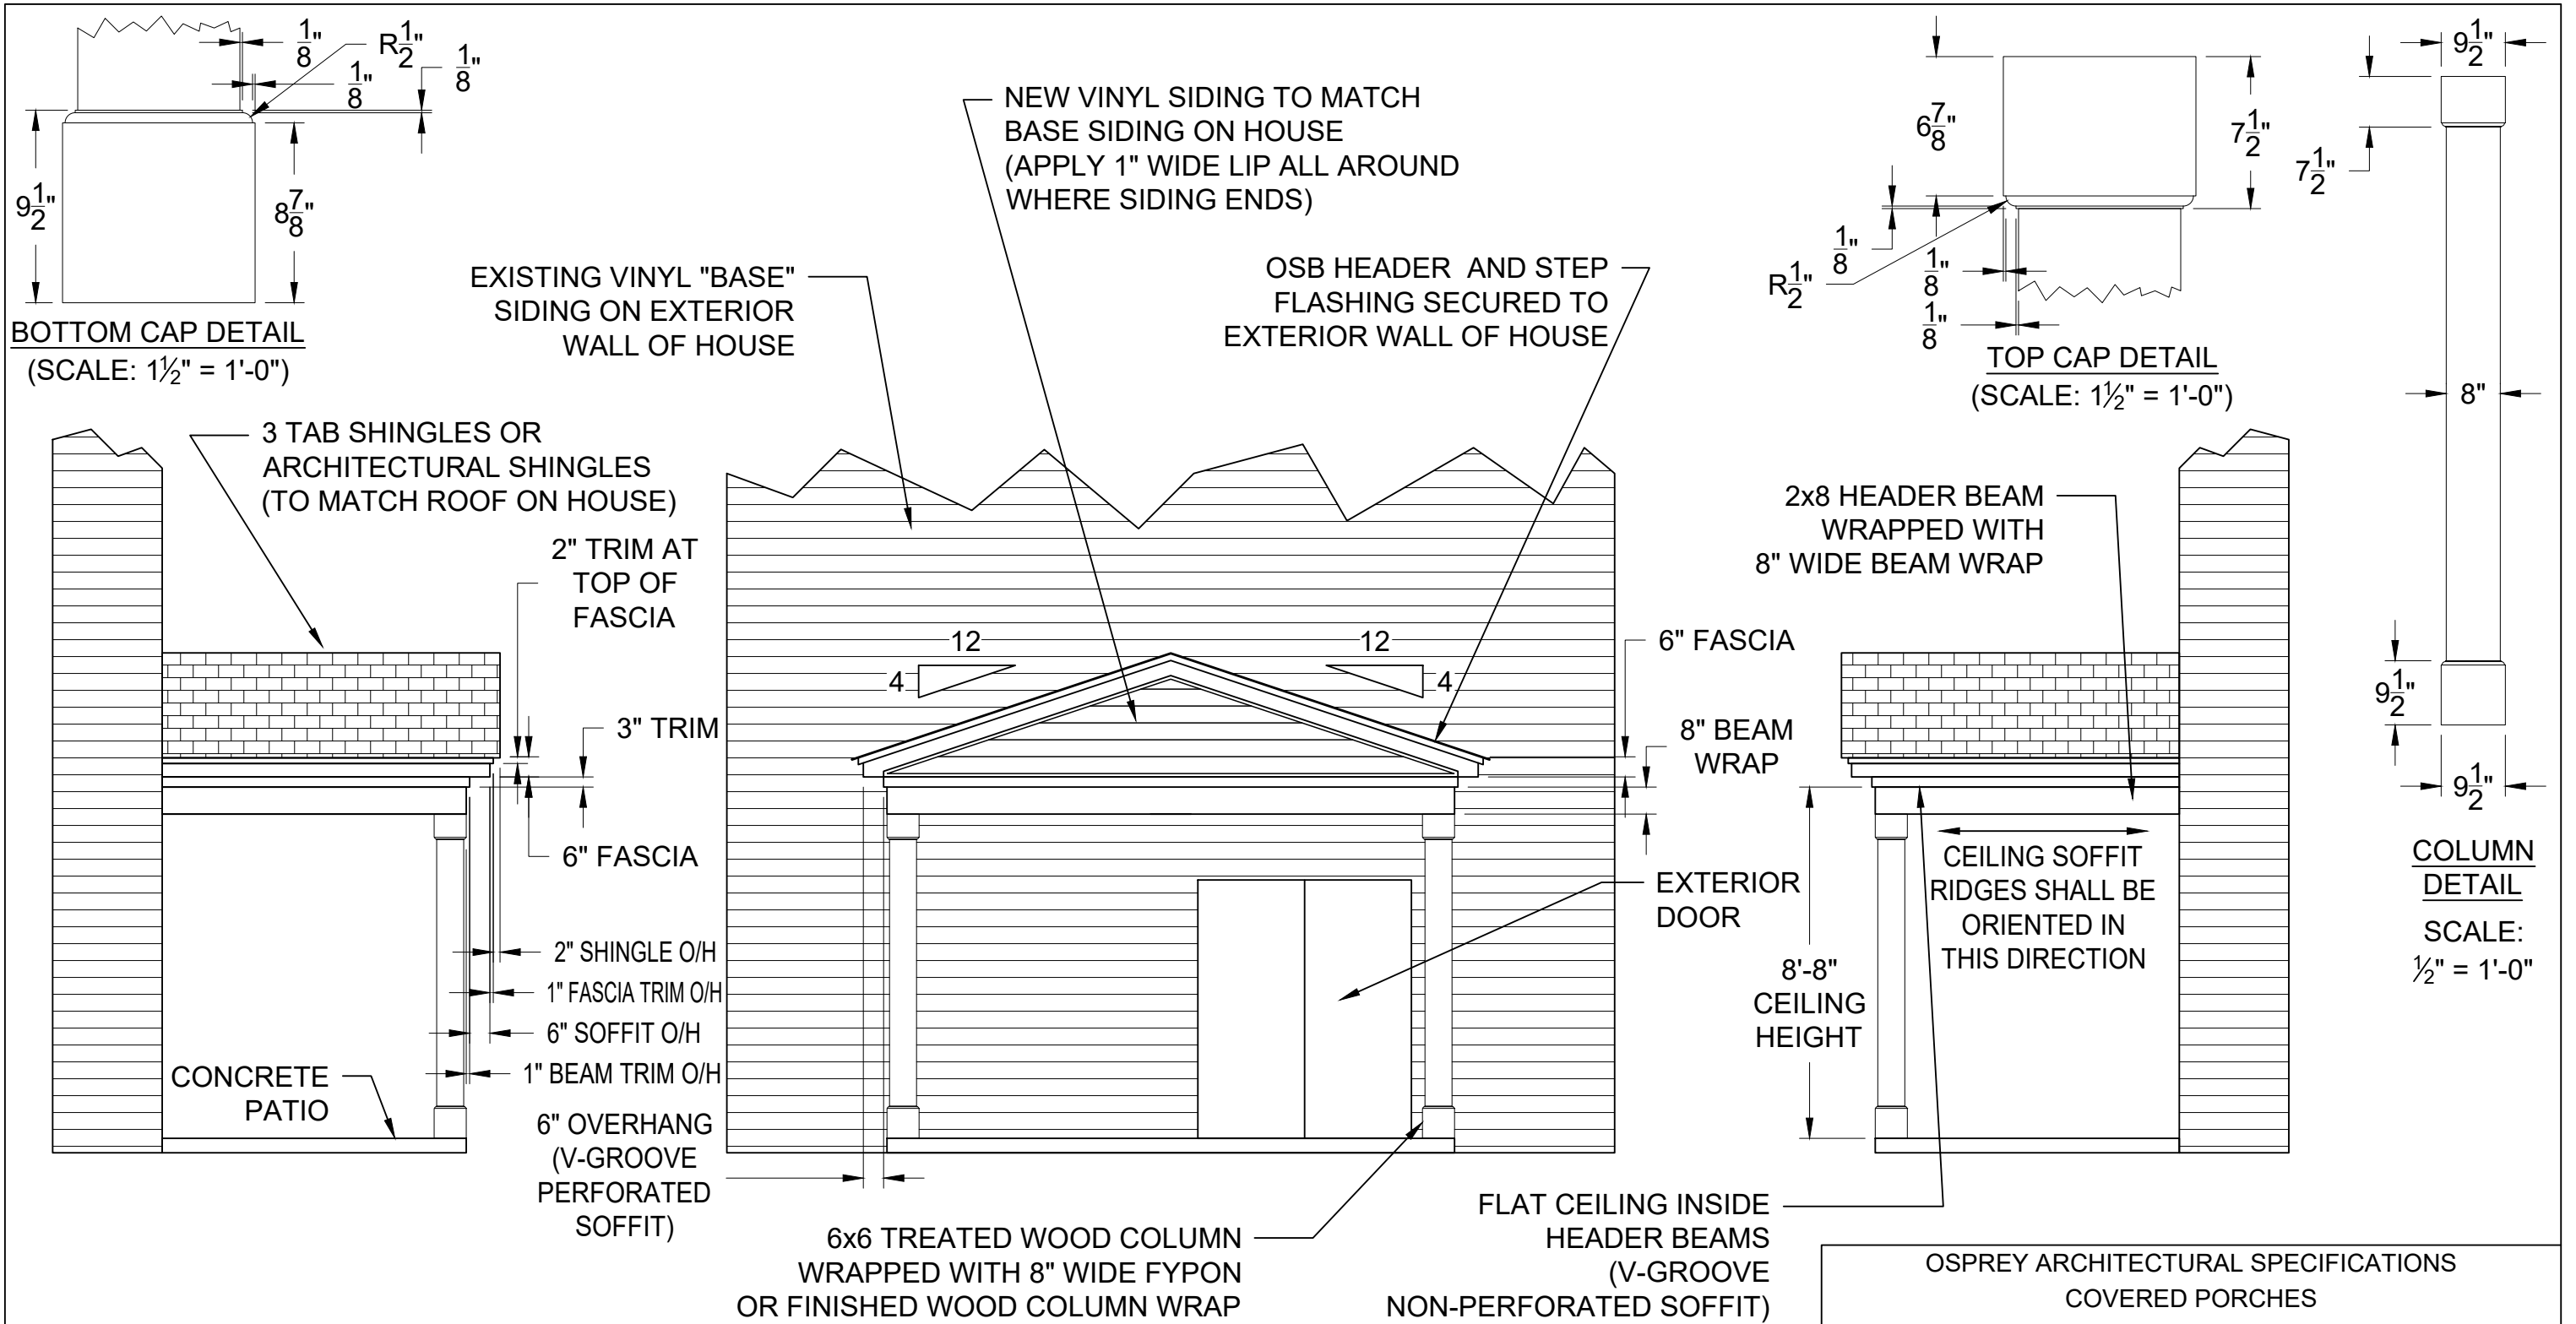 1/8"
R1/2"
1/8"
1/8"
9 1/2"
8 7/8"
BOTTOM CAP DETAIL
(SCALE: 1½" = 1'-0")
NEW VINYL SIDING TO MATCH
BASE SIDING ON HOUSE
(APPLY 1" WIDE LIP ALL AROUND
WHERE SIDING ENDS)
EXISTING VINYL "BASE"
SIDING ON EXTERIOR
WALL OF HOUSE
OSB HEADER AND STEP
FLASHING SECURED TO
EXTERIOR WALL OF HOUSE
6 7/8"
7 1/2"
1/8"
R1/2"
1/8"
1/8"
TOP CAP DETAIL
(SCALE: 1½" = 1'-0")
9 1/2"
7 1/2"
8"
9 1/2"
9 1/2"
COLUMN
DETAIL
SCALE:
½" = 1'-0"
3 TAB SHINGLES OR
ARCHITECTURAL SHINGLES
(TO MATCH ROOF ON HOUSE)
2" TRIM AT
TOP OF
FASCIA
3" TRIM
6" FASCIA
2" SHINGLE O/H
1" FASCIA TRIM O/H
6" SOFFIT O/H
1" BEAM TRIM O/H
CONCRETE
PATIO
6" OVERHANG
(V-GROOVE
PERFORATED
SOFFIT)
12
4
12
4
6" FASCIA
8" BEAM
WRAP
EXTERIOR
DOOR
6x6 TREATED WOOD COLUMN
WRAPPED WITH 8" WIDE FYPON
OR FINISHED WOOD COLUMN WRAP
2x8 HEADER BEAM
WRAPPED WITH
8" WIDE BEAM WRAP
CEILING SOFFIT
RIDGES SHALL BE
ORIENTED IN
THIS DIRECTION
8'-8"
CEILING
HEIGHT
FLAT CEILING INSIDE
HEADER BEAMS
(V-GROOVE
NON-PERFORATED SOFFIT)
OSPREY ARCHITECTURAL SPECIFICATIONS
COVERED PORCHES